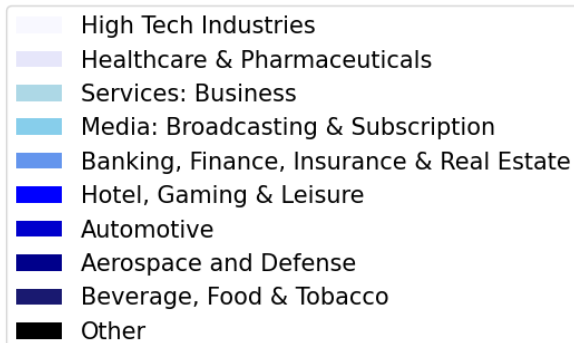 High Tech Industries
Healthcare & Pharmaceuticals
Services: Business
Media: Broadcasting & Subscription
Banking, Finance, Insurance & Real Estate
Hotel, Gaming & Leisure
Automotive
Aerospace and Defense
Beverage, Food & Tobacco
Other